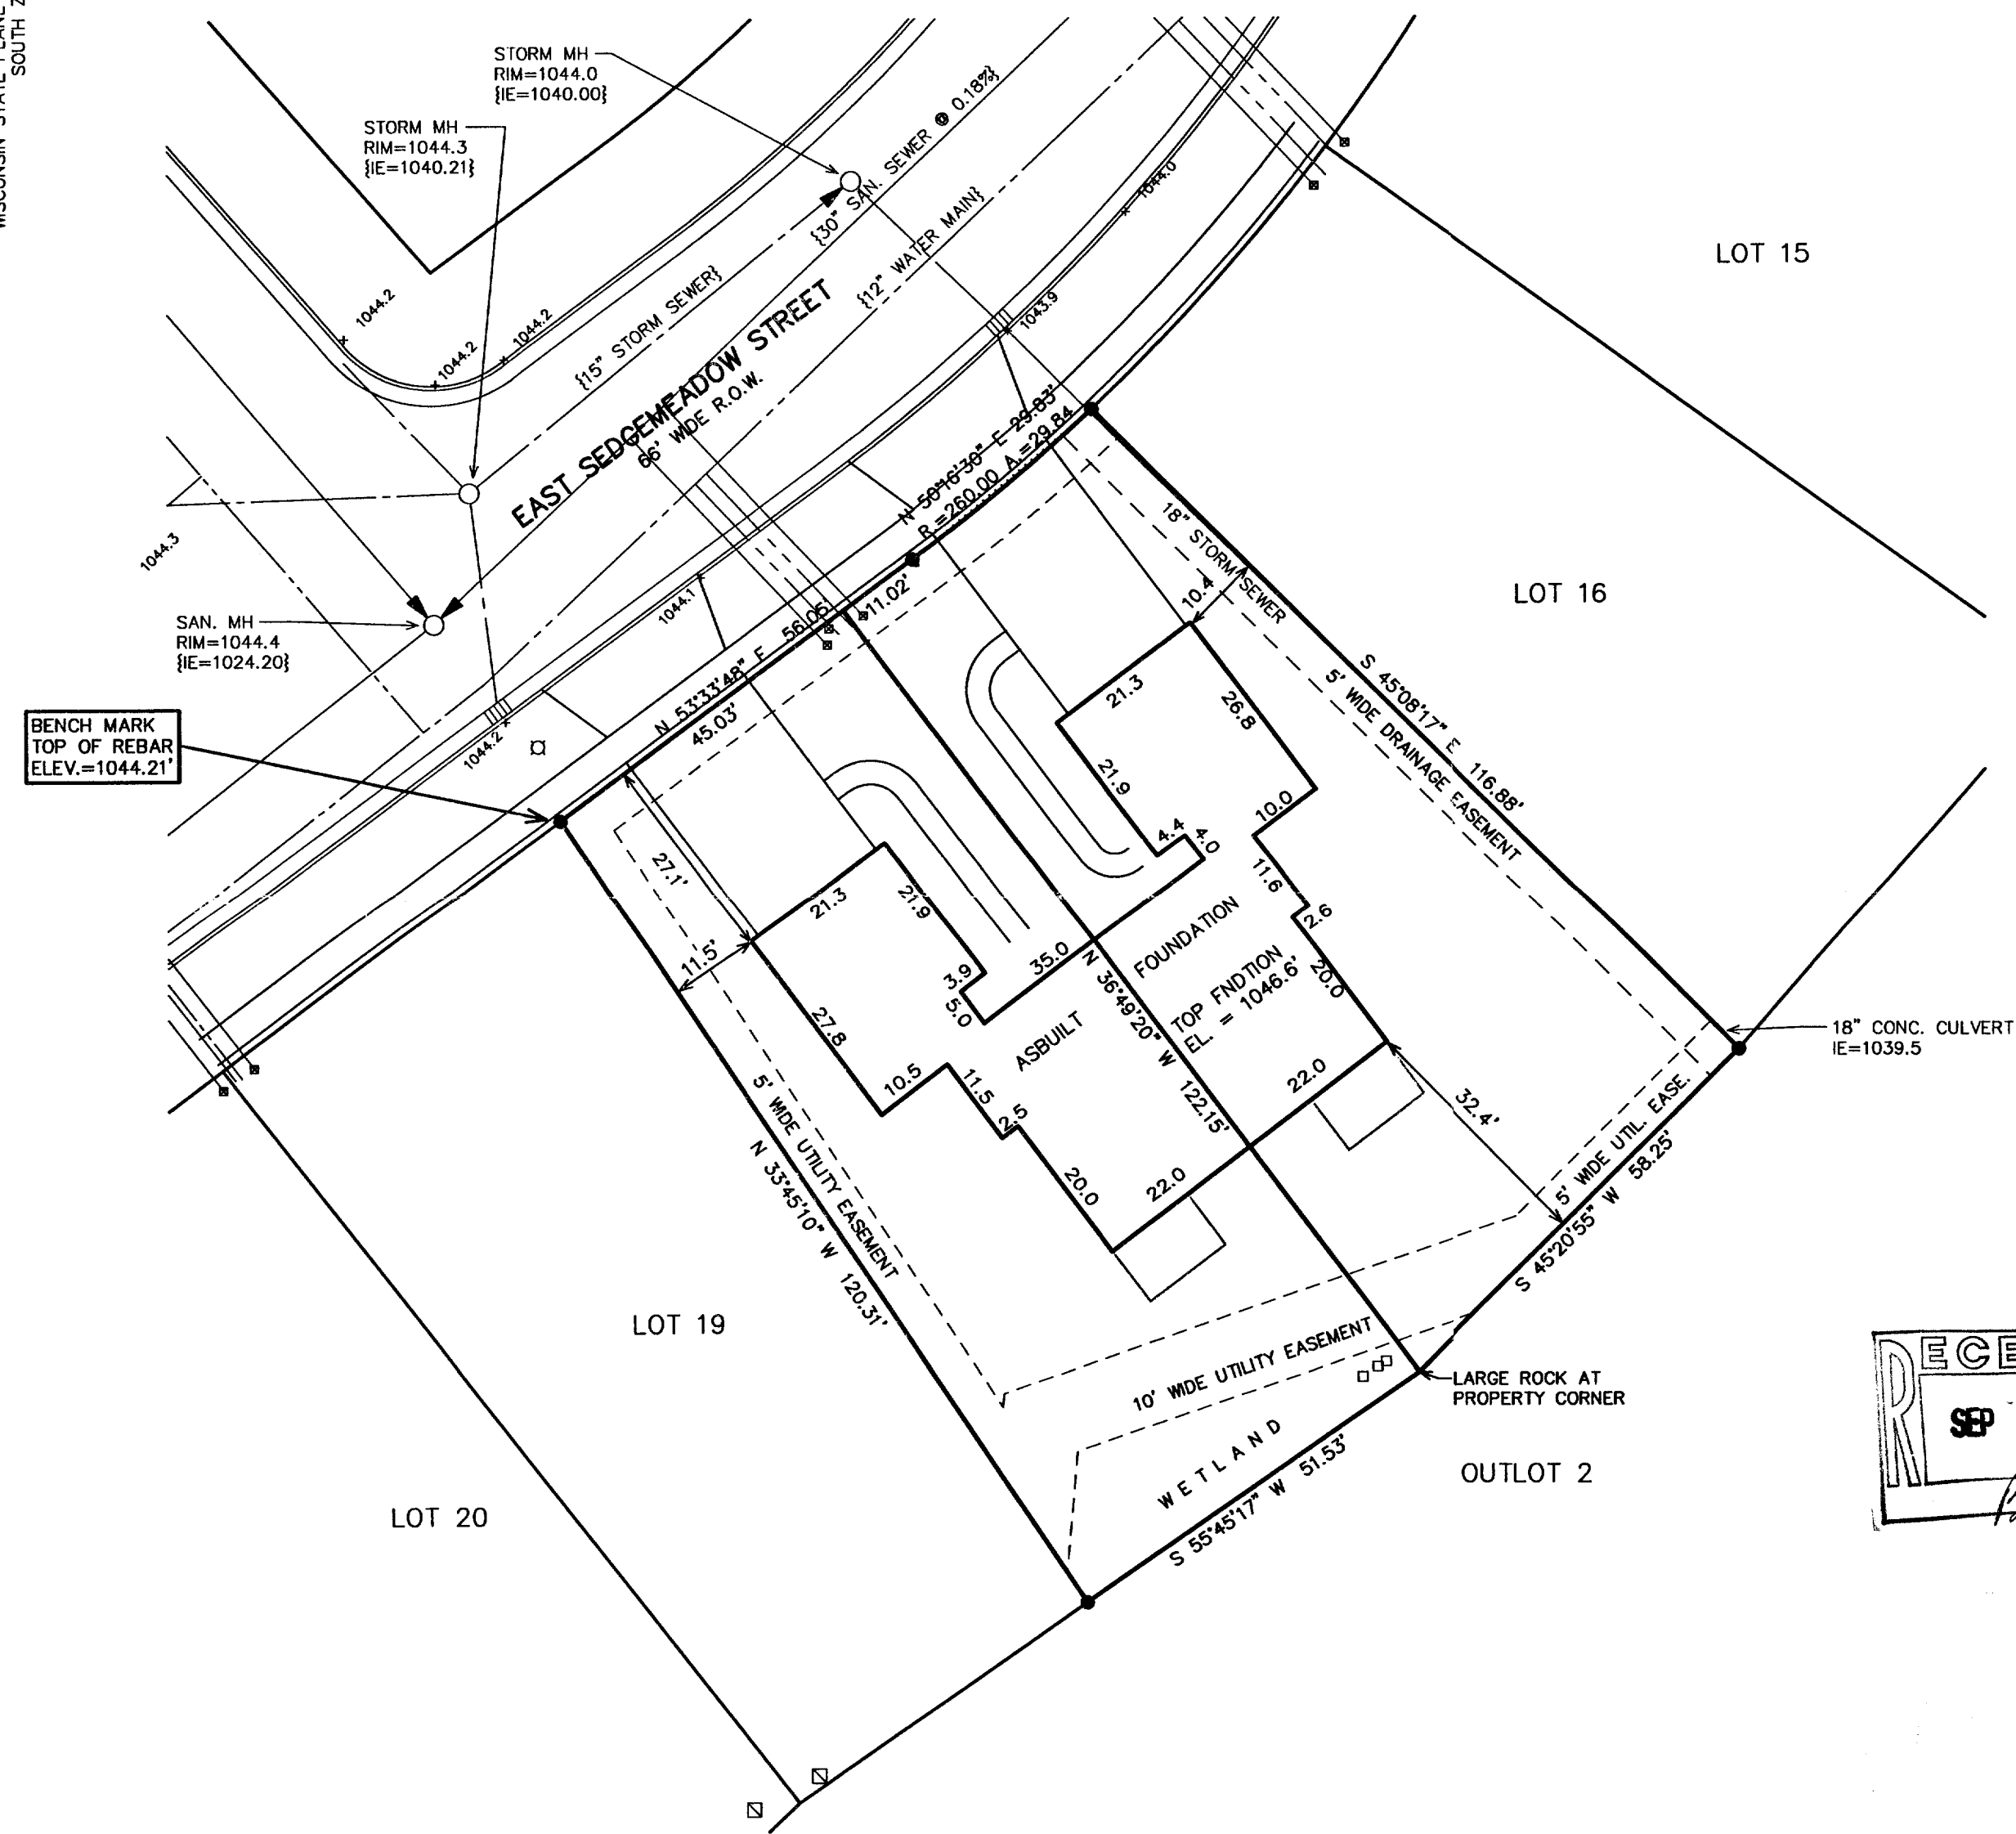 SOUTH
STORM MH
RIM=1044.0
{IE=1040.00}
STORM MH
RIM=1044.3
{IE=1040.21}
{30" SAN. SEWER @ 0.18%}
{12" WATER MAIN}
{15" STORM SEWER}
EAST SEDGEMEADOW STREET
66' WIDE R.O.W.
1044.0
1043.9
1044.2
1044.2
1044.2
1044.3
1044.1
1044.2
LOT 15
LOT 16
SAN. MH
RIM=1044.4
{IE=1024.20}
BENCH MARK
TOP OF REBAR
ELEV.=1044.21'
N 50°16'30" E 29.83'
R.=260.00 A.=29.84
11.02'
N 53°33'48" E 56.05'
45.03'
18" STORM SEWER
10.4
S 45°08'17" E 116.88'
5' WIDE DRAINAGE EASEMENT
21.3
26.8
21.9
10.0
4.4
4.0
11.6
2.6
20.0
22.0
27.1'
11.5'
21.3
21.9
3.9
5.0
35.0
27.8
10.5
11.5
2.5
20.0
22.0
ASBUILT
FOUNDATION
TOP FNDTION
EL. = 1046.6'
N 36°49'20" W 122.15'
32.4'
18" CONC. CULVERT
IE=1039.5
5' WIDE UTIL. EASE.
S 45°20'55" W 58.25'
5' WIDE UTILITY EASEMENT
N 33°45'10" W 120.31'
LOT 19
10' WIDE UTILITY EASEMENT
LARGE ROCK AT
PROPERTY CORNER
WETLAND
S 55°45'17" W 51.53'
OUTLOT 2
LOT 20
RECE
SEP